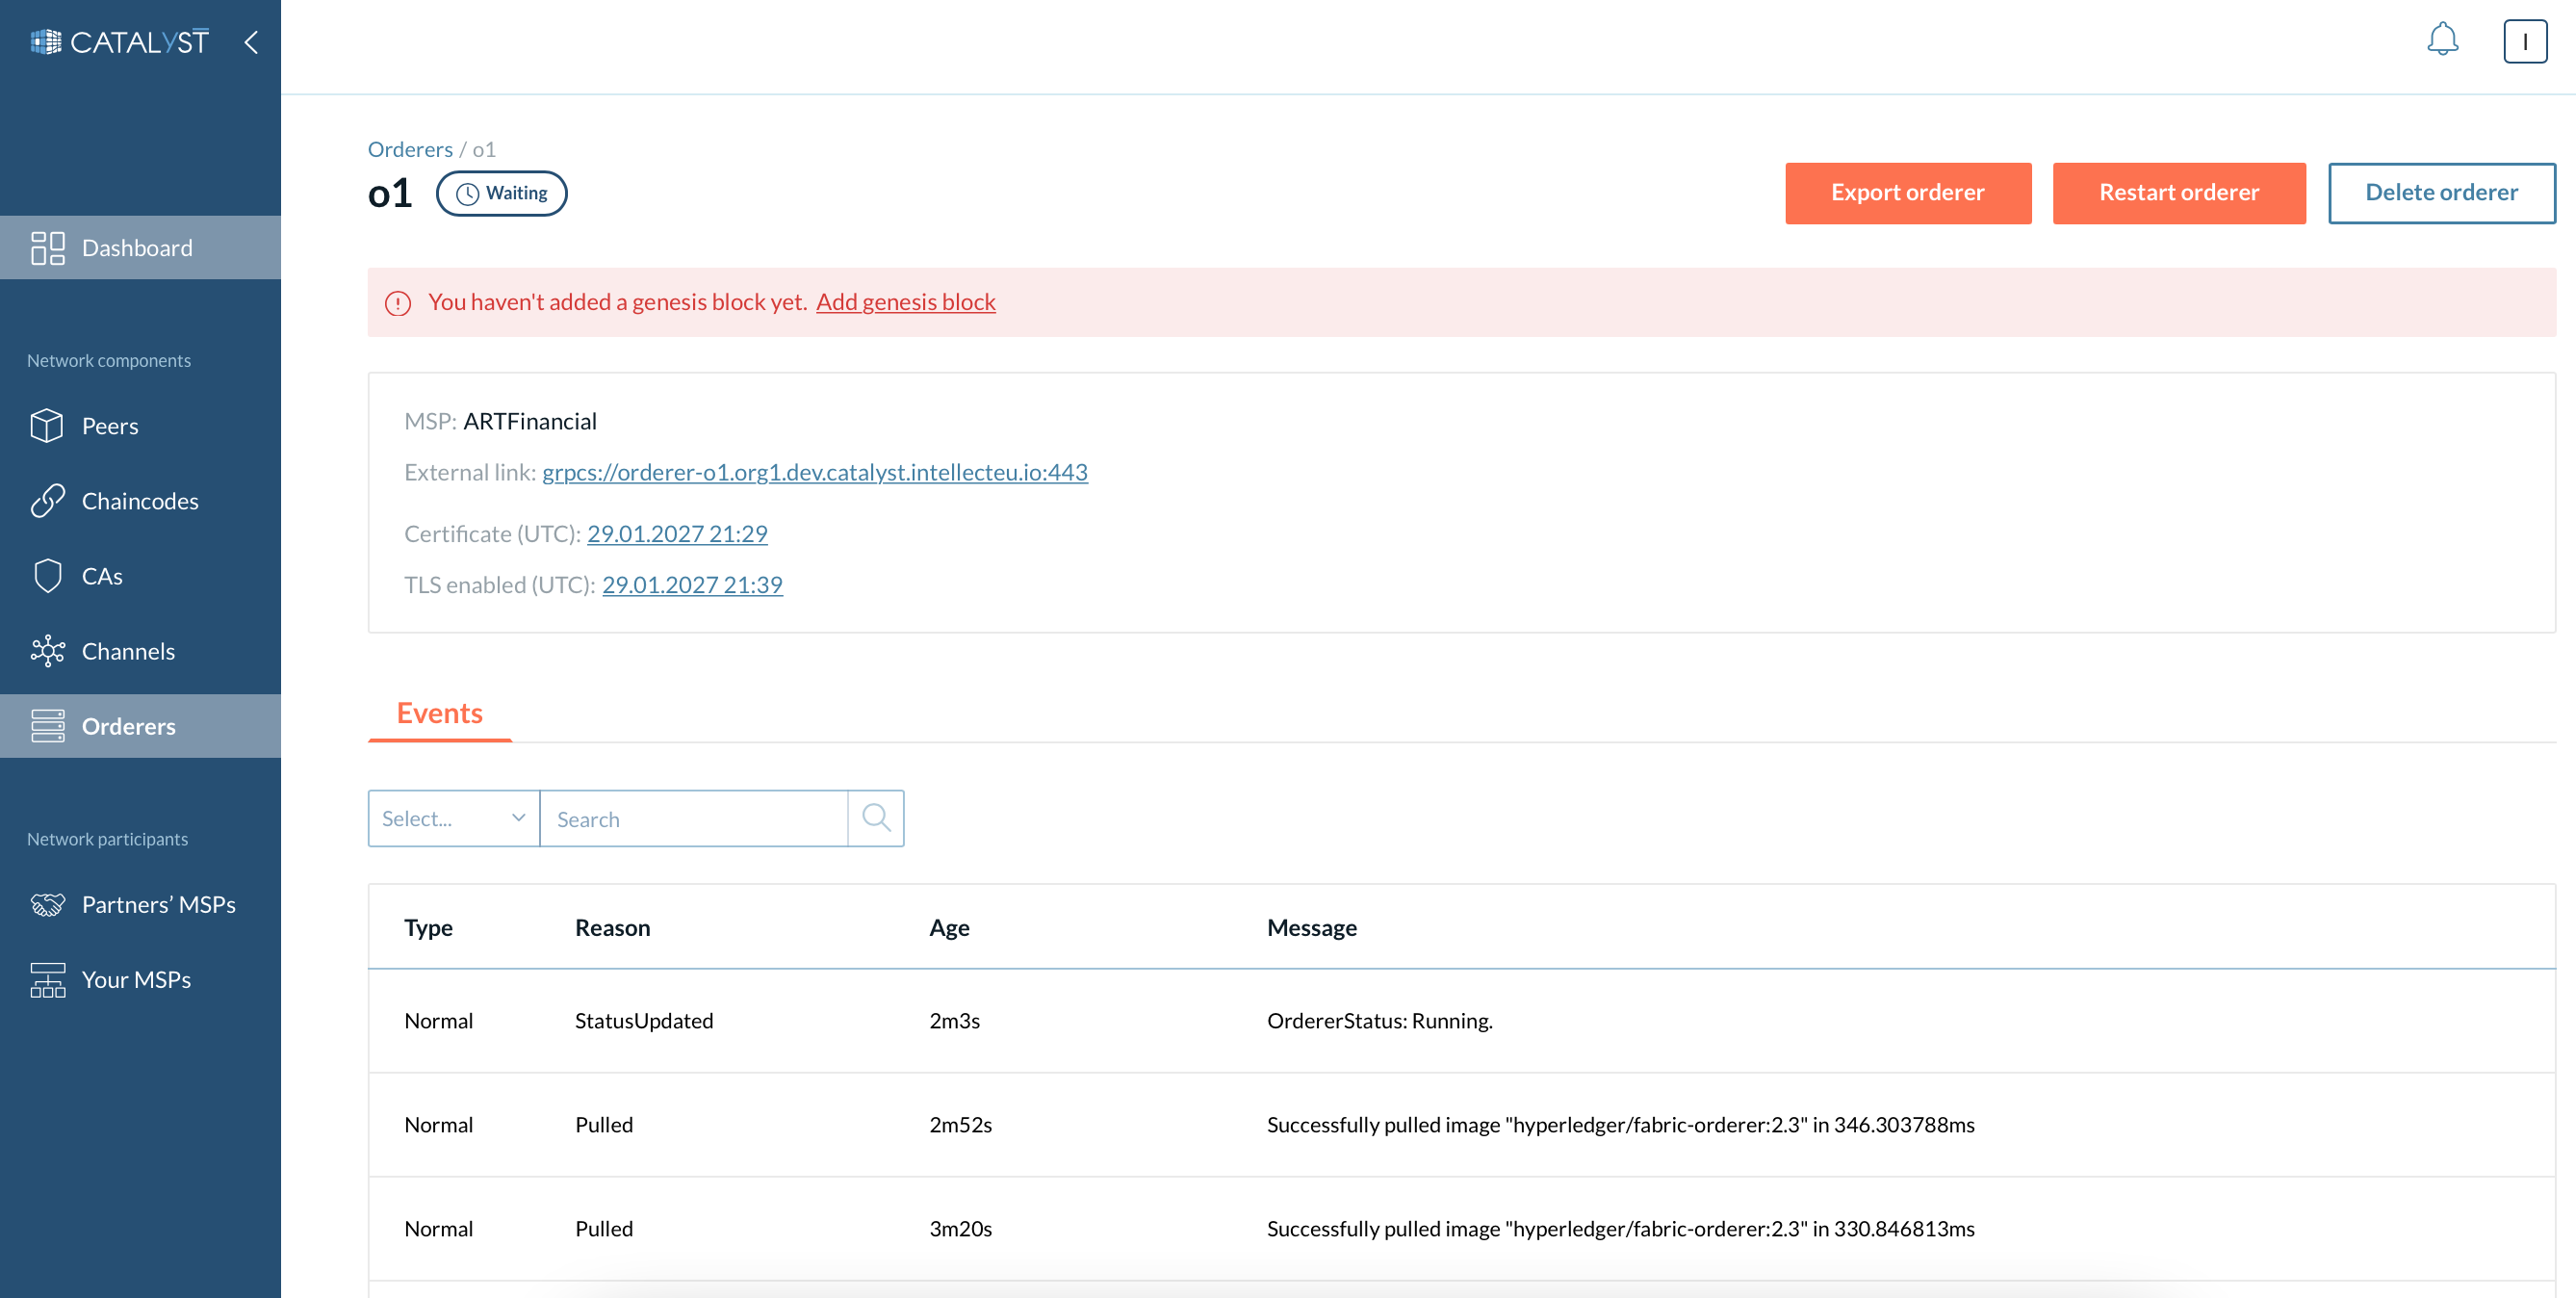 CATALYST
I
Dashboard
Network components
Peers
Chaincodes
CAs
Channels
Orderers
Network participants
Partners’ MSPs
Your MSPs
Orderers / o1
o1 Waiting
Export orderer
Restart orderer
Delete orderer
You haven't added a genesis block yet. Add genesis block
MSP: ARTFinancial
External link: grpcs://orderer-o1.org1.dev.catalyst.intellecteu.io:443
Certificate (UTC): 29.01.2027 21:29
TLS enabled (UTC): 29.01.2027 21:39
Events
Select... Search
Type Reason Age Message
Normal StatusUpdated 2m3s OrdererStatus: Running.
Normal Pulled 2m52s Successfully pulled image "hyperledger/fabric-orderer:2.3" in 346.303788ms
Normal Pulled 3m20s Successfully pulled image "hyperledger/fabric-orderer:2.3" in 330.846813ms